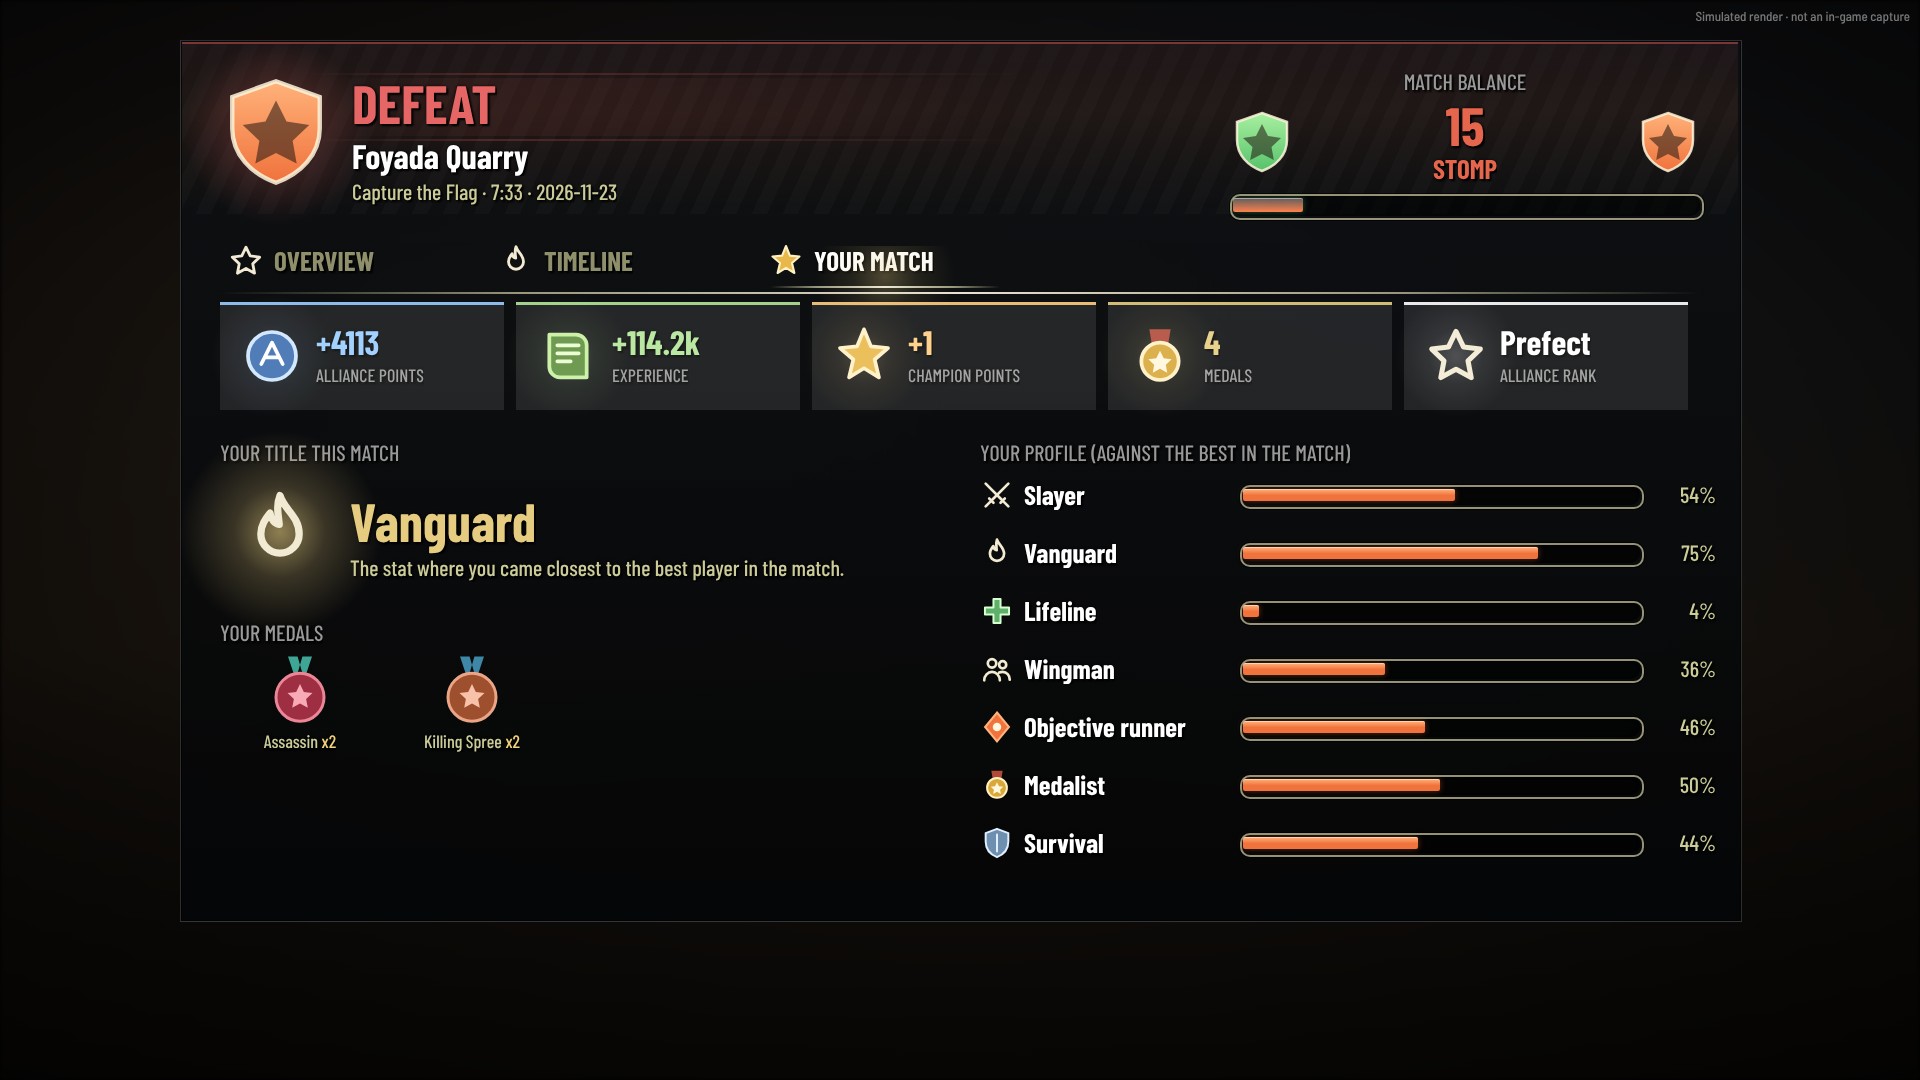 Simulated render · not an in-game capture
DEFEAT
Foyada Quarry
Capture the Flag · 7:33 · 2026-11-23
MATCH BALANCE
15
STOMP
OVERVIEW
TIMELINE
YOUR MATCH
+4113
ALLIANCE POINTS
+114.2k
EXPERIENCE
+1
CHAMPION POINTS
4
MEDALS
Prefect
ALLIANCE RANK
YOUR TITLE THIS MATCH
Vanguard
The stat where you came closest to the best player in the match.
YOUR MEDALS
Assassin x2
Killing Spree x2
YOUR PROFILE (AGAINST THE BEST IN THE MATCH)
Slayer 54%
Vanguard 75%
Lifeline 4%
Wingman 36%
Objective runner 46%
Medalist 50%
Survival 44%